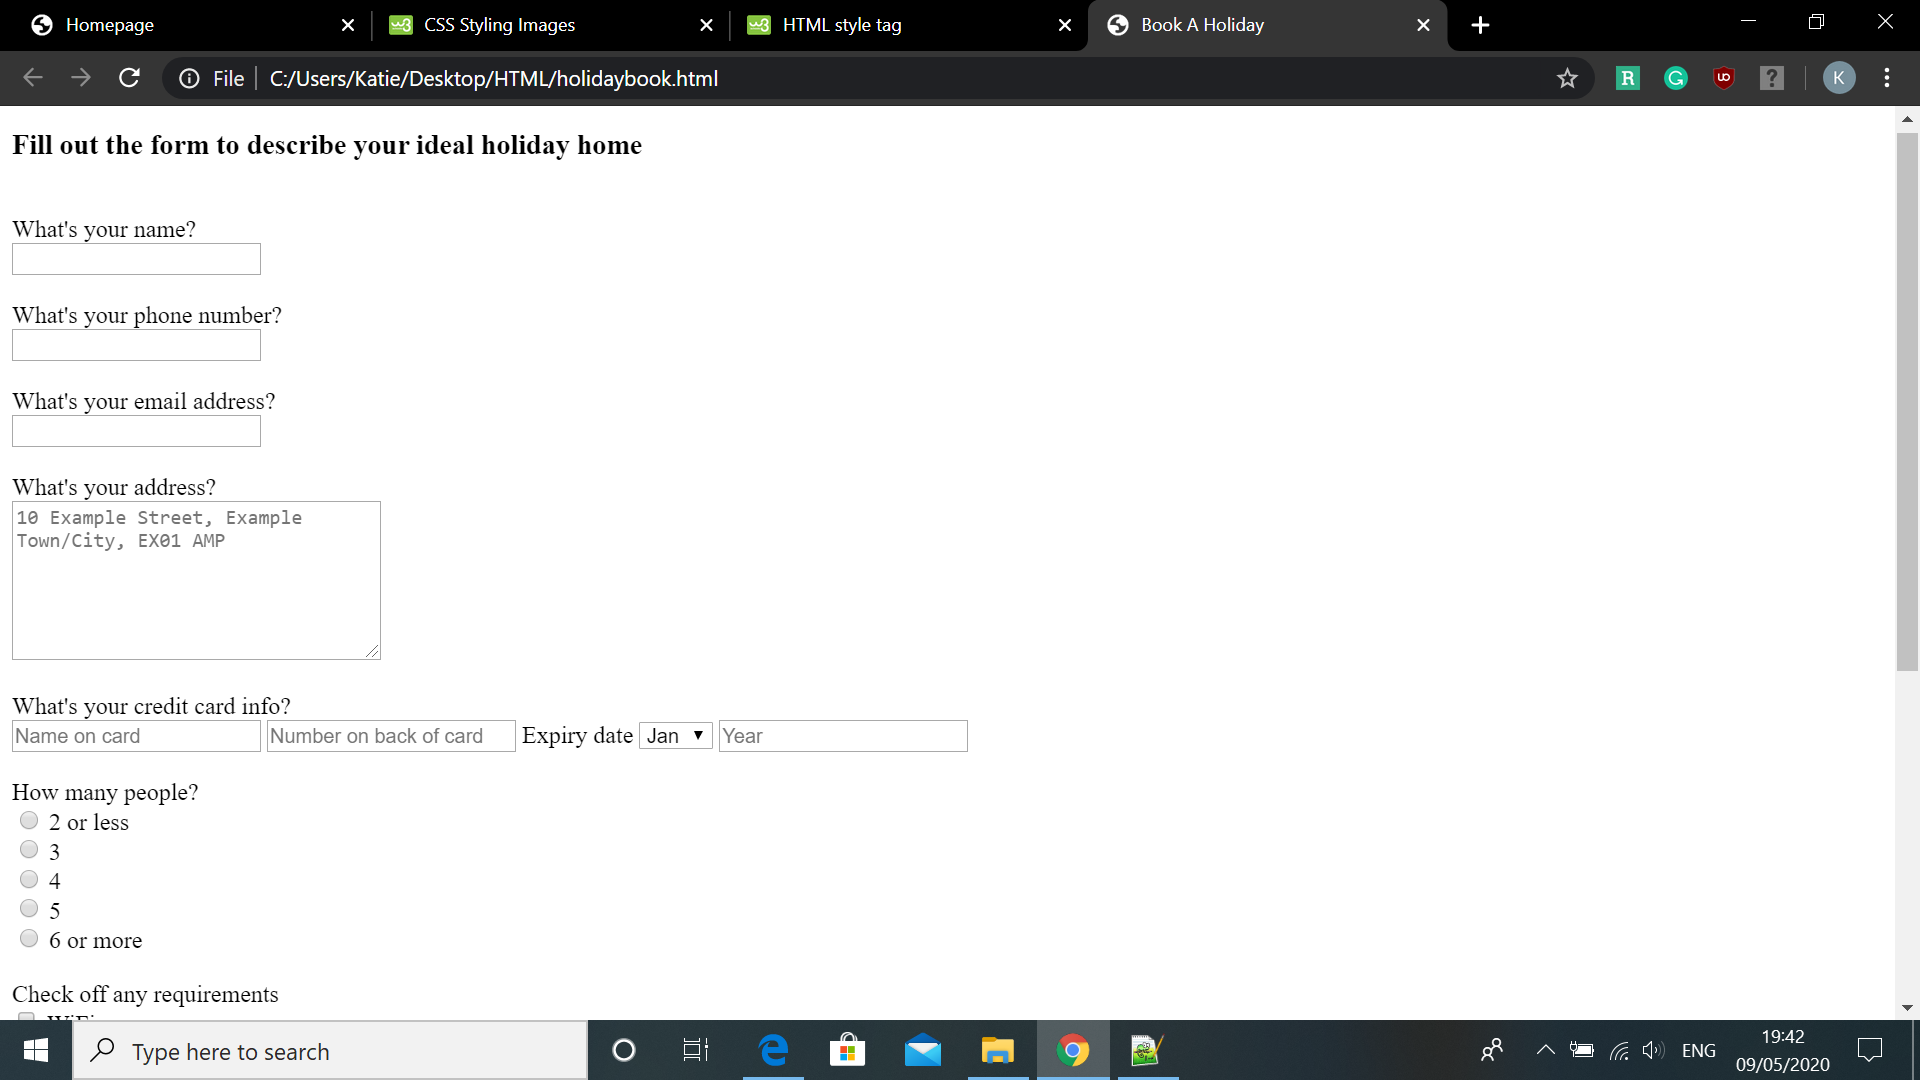 Homepage
CSS Styling Images
HTML style tag
Book A Holiday
File
C:/Users/Katie/Desktop/HTML/holidaybook.html
R
G
UO
?
K
Fill out the form to describe your ideal holiday home
What's your name?
What's your phone number?
What's your email address?
What's your address?
10 Example Street, Example
Town/City, EX01 AMP
What's your credit card info?
Name on card
Number on back of card
Expiry date
Jan
Year
How many people?
2 or less
3
4
5
6 or more
Check off any requirements
WiFi
Type here to search
ENG
19:42
09/05/2020